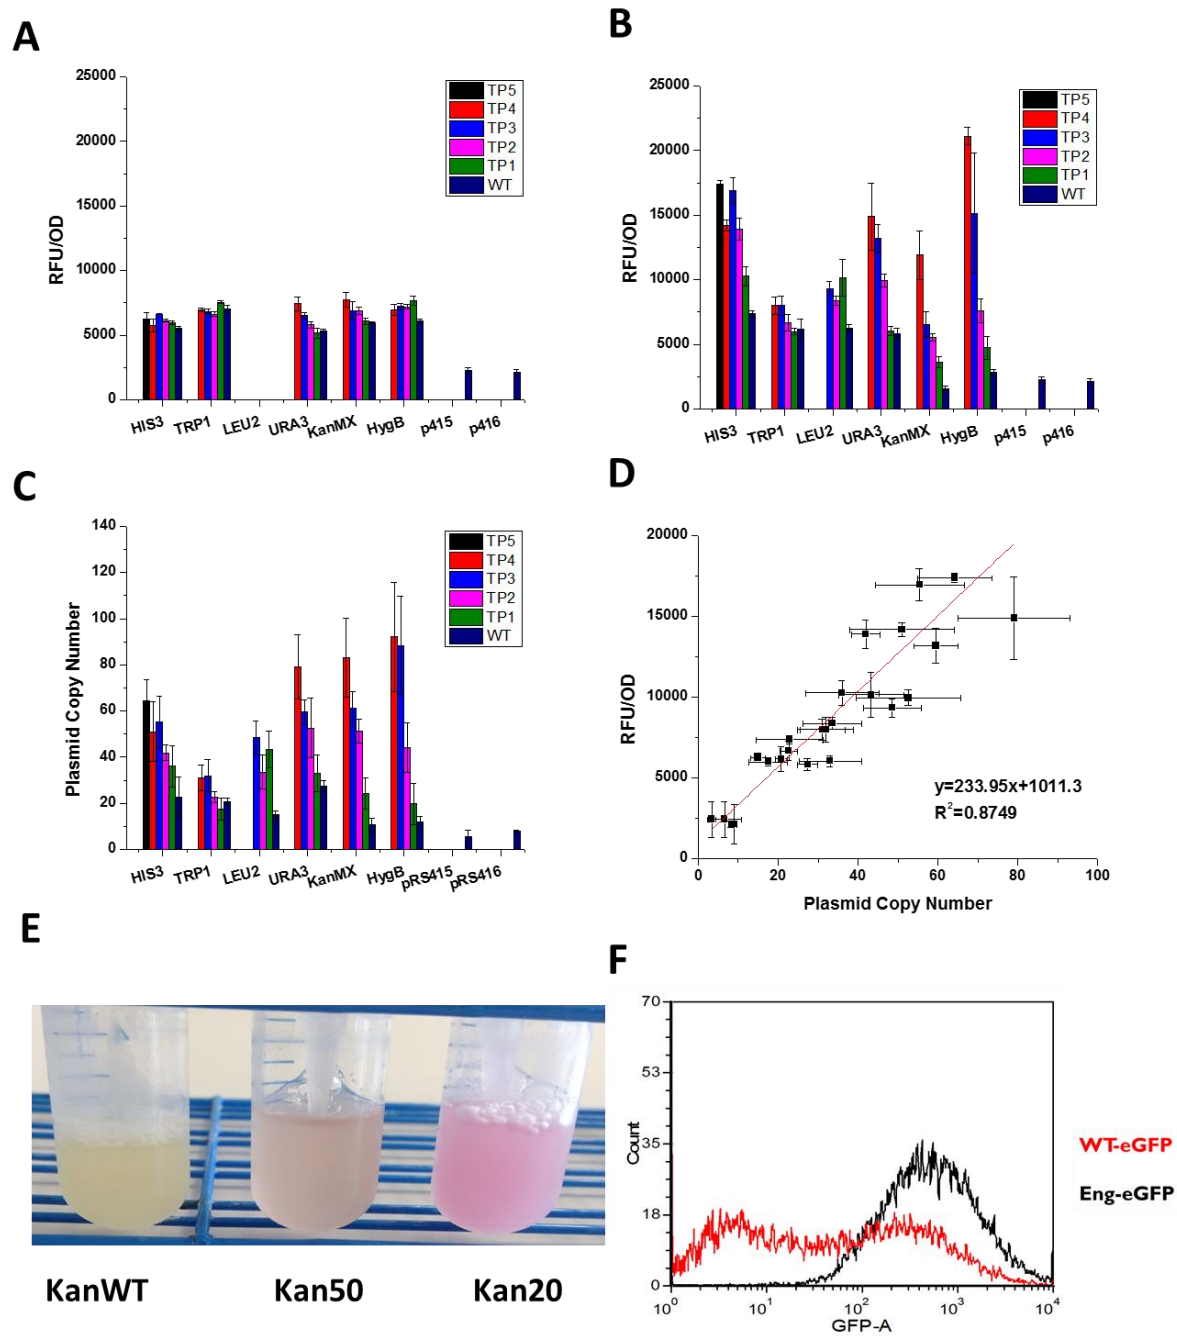 A
25000
20000
15000
10000
5000
0
RFU/OD
TP5
TP4
TP3
TP2
TP1
WT
HIS3
TRP1
LEU2
URA3
KanMX
HygB
p415
p416
B
25000
20000
15000
10000
5000
0
RFU/OD
TP5
TP4
TP3
TP2
TP1
WT
HIS3
TRP1
LEU2
URA3
KanMX
HygB
p415
p416
C
140
120
100
80
60
40
20
0
Plasmid Copy Number
TP5
TP4
TP3
TP2
TP1
WT
HIS3
TRP1
LEU2
URA3
KanMX
HygB
pRS415
pRS416
D
20000
15000
10000
5000
0
RFU/OD
y=233.95x+1011.3
R²=0.8749
0 20 40 60 80 100
Plasmid Copy Number
E
KanWT Kan50 Kan20
F
70
53
35
18
0
Count
10⁰ 10¹ 10² 10³ 10⁴
GFP-A
WT-eGFP
Eng-eGFP